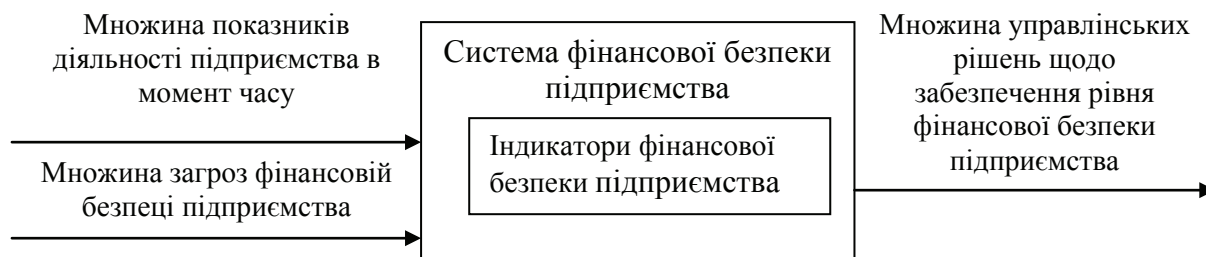 Множина показників
діяльності підприємства в
момент часу
Множина загроз фінансовій
безпеці підприємства
Система фінансової безпеки
підприємства
Індикатори фінансової
безпеки підприємства
Множина управлінських
рішень щодо
забезпечення рівня
фінансової безпеки
підприємства